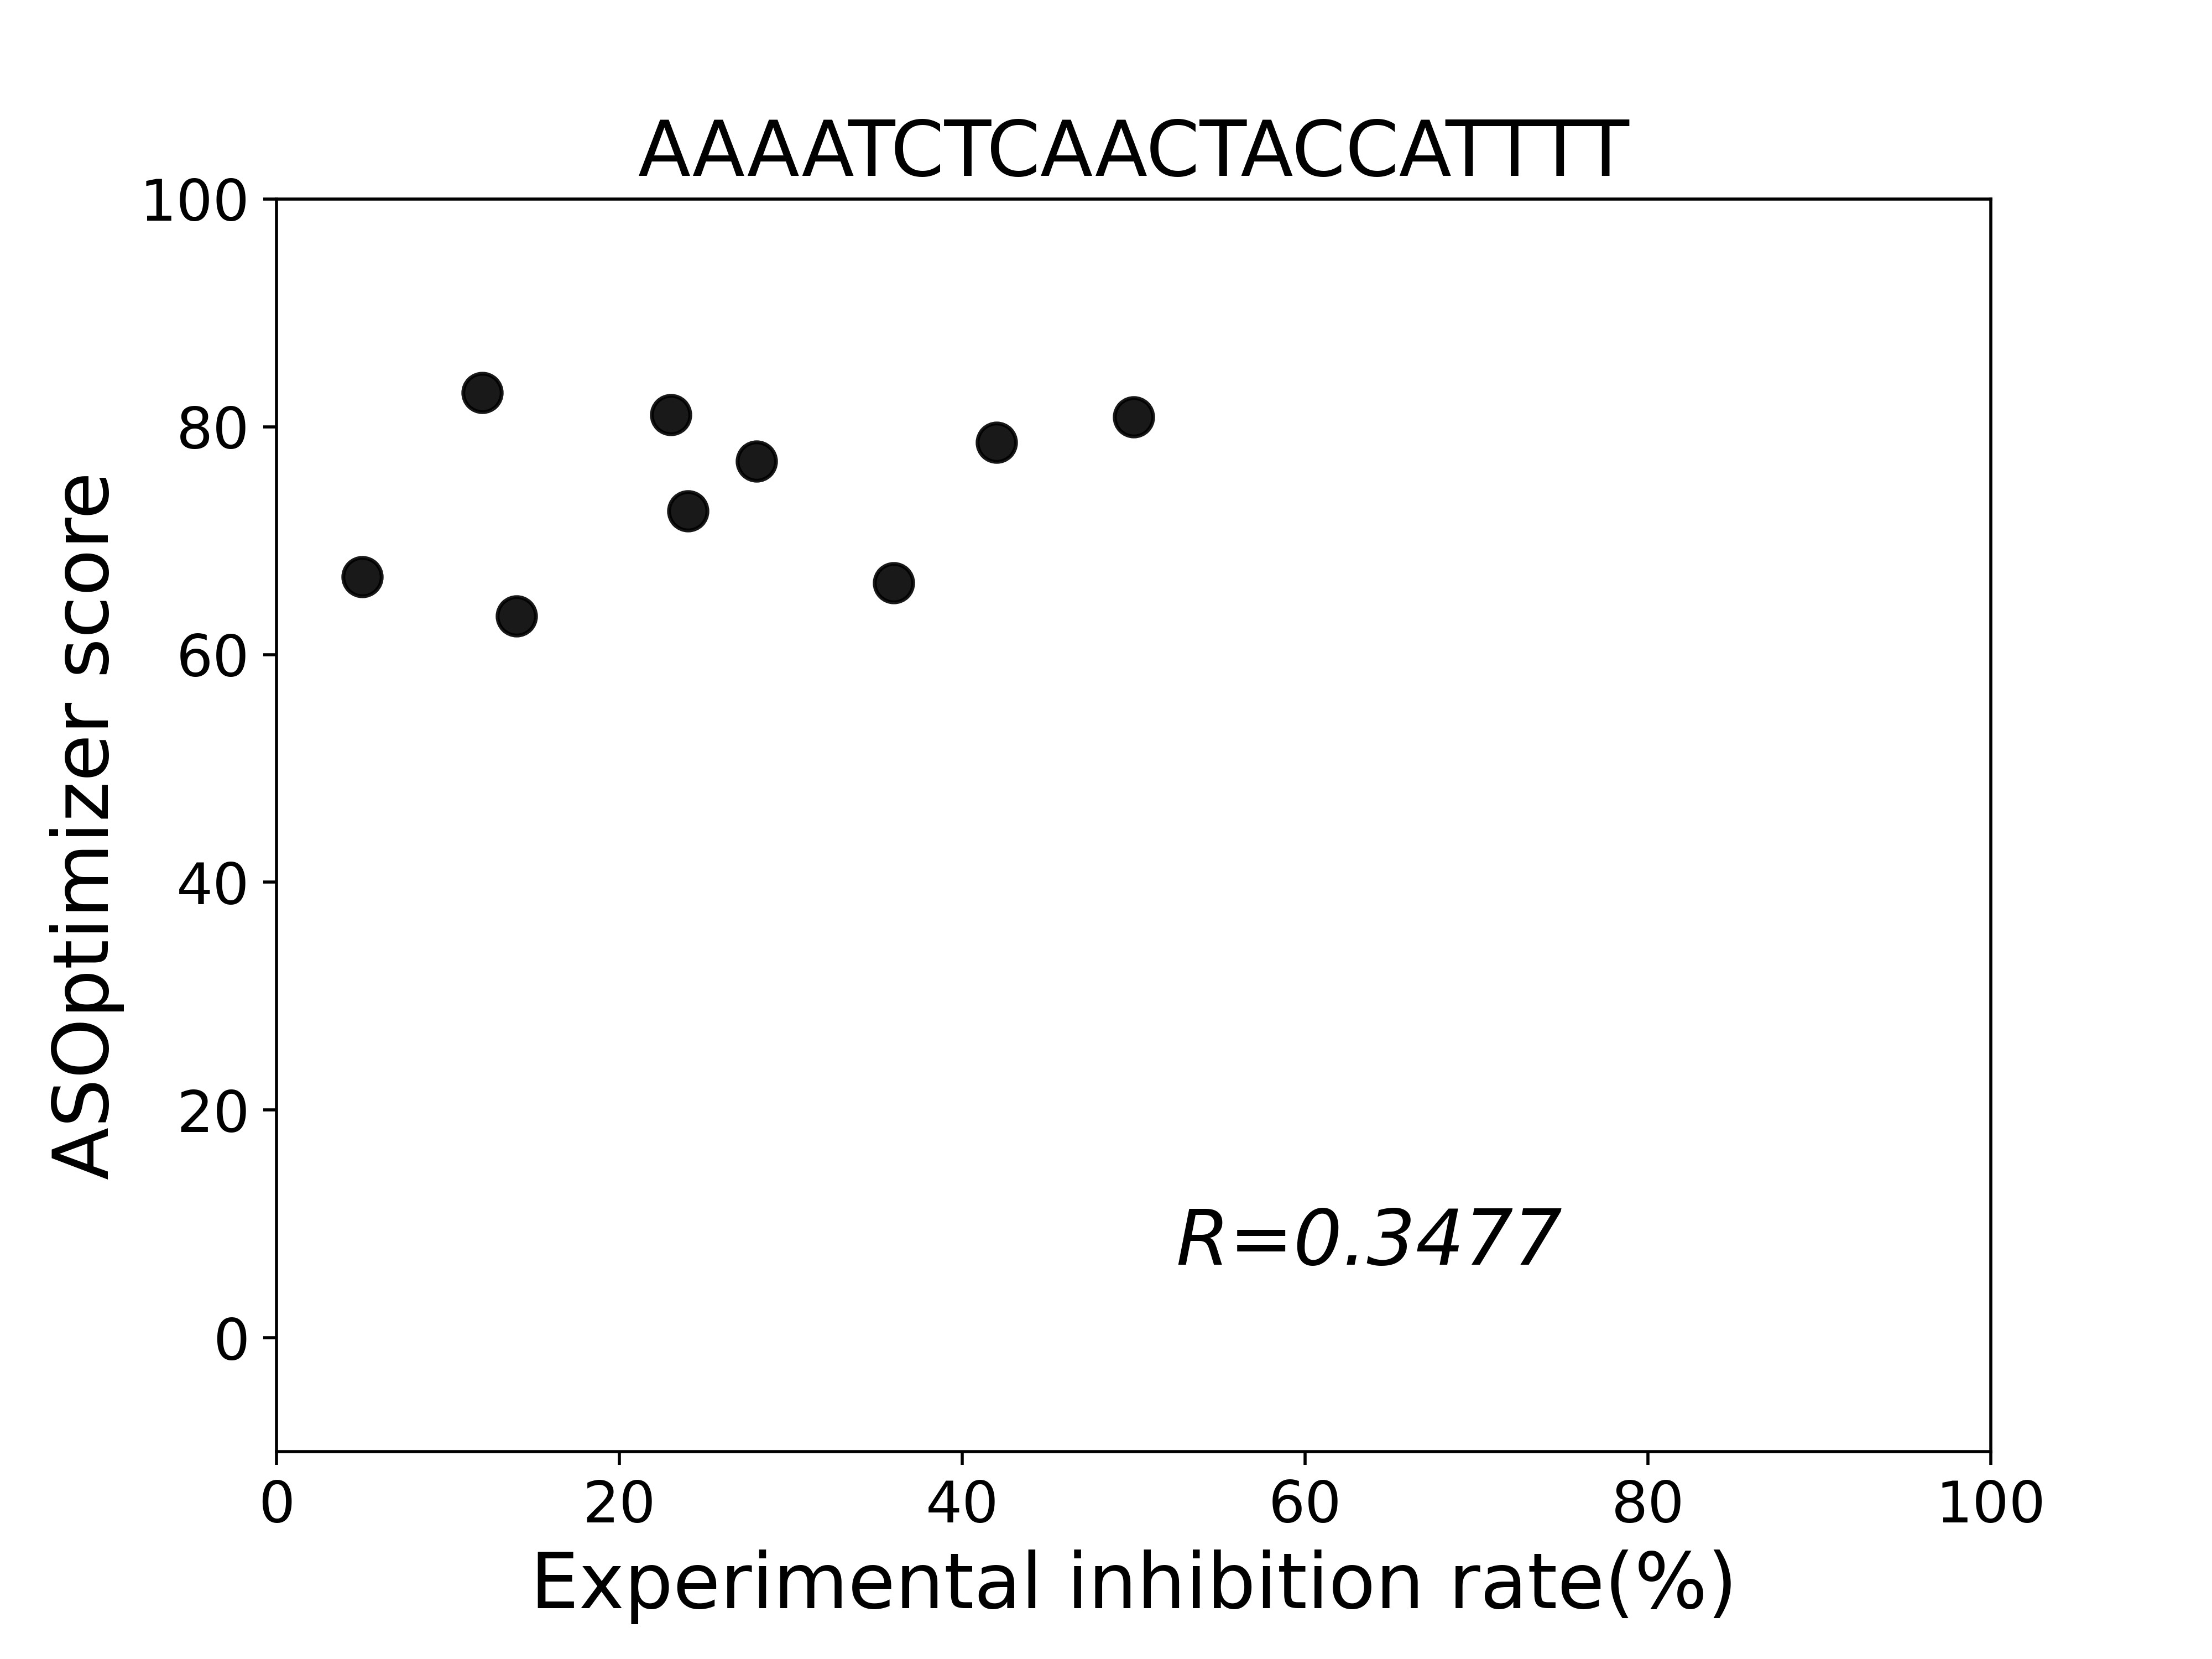 AAAATCTCAACTACCATTTT
100
80
60
40
20
0
ASOptimizer score
R=0.3477
0 20 40 60 80 100
Experimental inhibition rate(%)